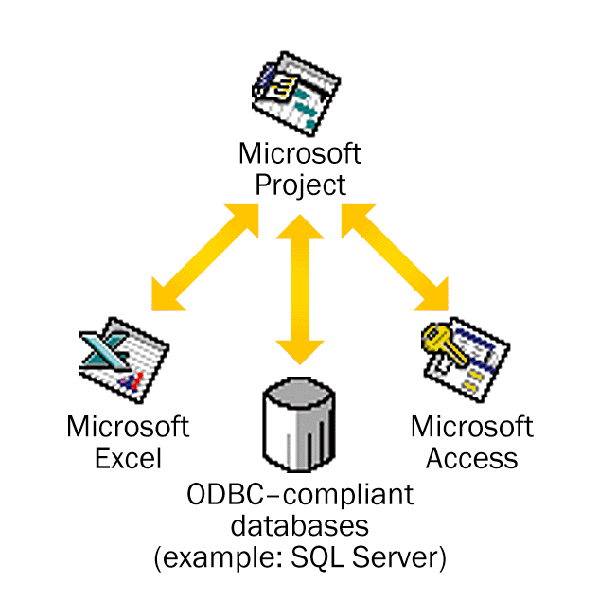 Microsoft
Project
Microsoft
Excel
Microsoft
Access
ODBC–compliant
databases
(example: SQL Server)